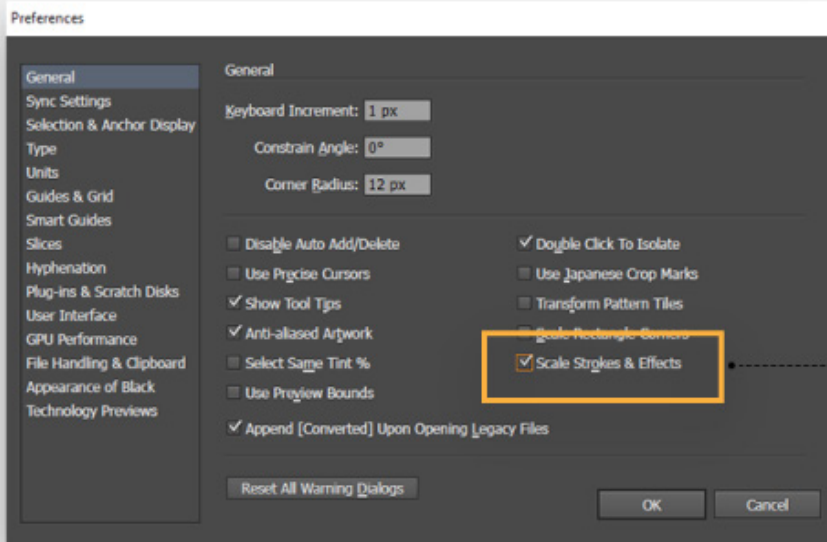 Preferences
General
Sync Settings
Selection & Anchor Display
Type
Units
Guides & Grid
Smart Guides
Slices
Hyphenation
Plug-ins & Scratch Disks
User Interface
GPU Performance
File Handling & Clipboard
Appearance of Black
Technology Previews
General
Keyboard Increment: 1 px
Constrain Angle: 0°
Corner Radius: 12 px
Disable Auto Add/Delete
Use Precise Cursors
Show Tool Tips
Anti-aliased Artwork
Select Same Tint %
Use Preview Bounds
Append [Converted] Upon Opening Legacy Files
Double Click To Isolate
Use Japanese Crop Marks
Transform Pattern Tiles
Scale Rectangle Corners
Scale Strokes & Effects
Reset All Warning Dialogs
OK
Cancel